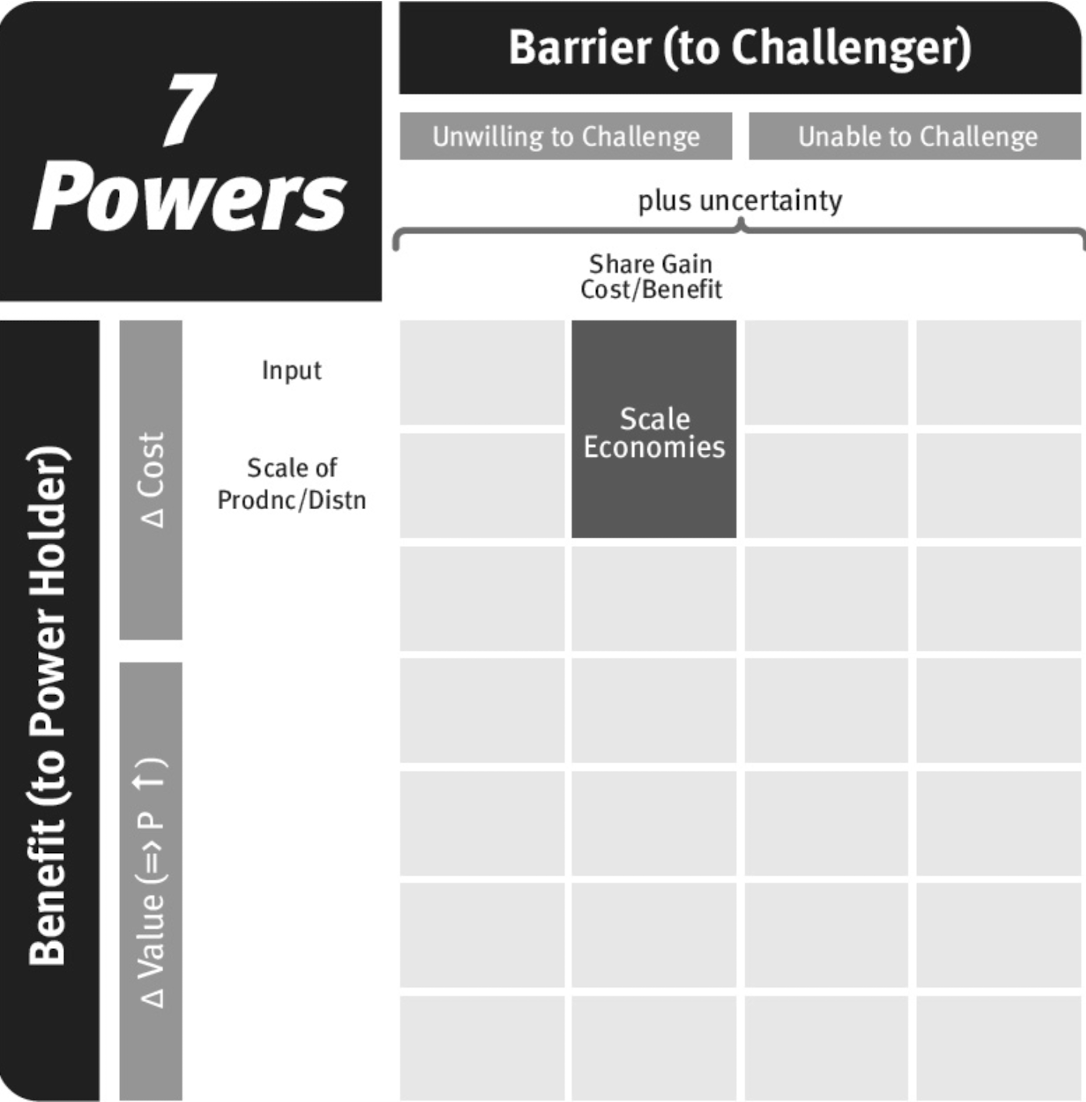 7
Powers
Barrier (to Challenger)
Unwilling to Challenge
Unable to Challenge
plus uncertainty
Share Gain
Cost/Benefit
Benefit (to Power Holder)
Δ Cost
Input
Scale of
Prodnc/Distn
Scale
Economies
Δ Value (=> P ↑)